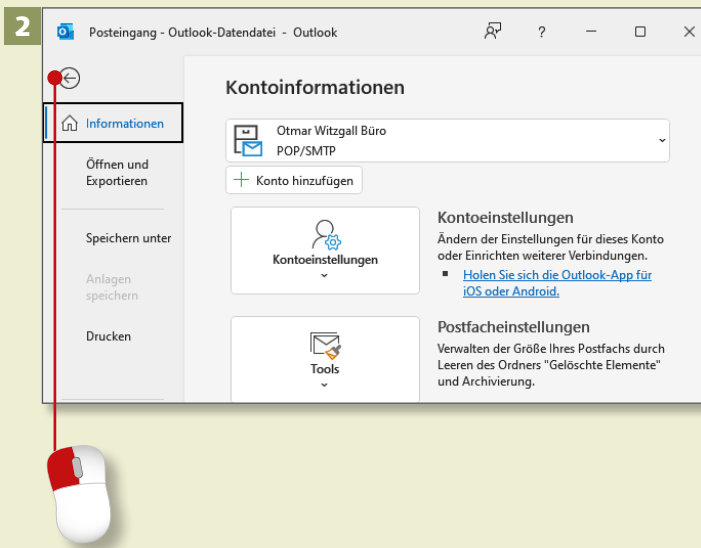 2
Posteingang - Outlook-Datendatei - Outlook
?
Kontoinformationen
Informationen
Öffnen und
Exportieren
Speichern unter
Anlagen
speichern
Drucken
Otmar Witzgall Büro
POP/SMTP
Konto hinzufügen
Kontoeinstellungen
Kontoeinstellungen
Ändern der Einstellungen für dieses Konto
oder Einrichten weiterer Verbindungen.
Holen Sie sich die Outlook-App für
iOS oder Android.
Tools
Postfacheinstellungen
Verwalten der Größe Ihres Postfachs durch
Leeren des Ordners "Gelöschte Elemente"
und Archivierung.